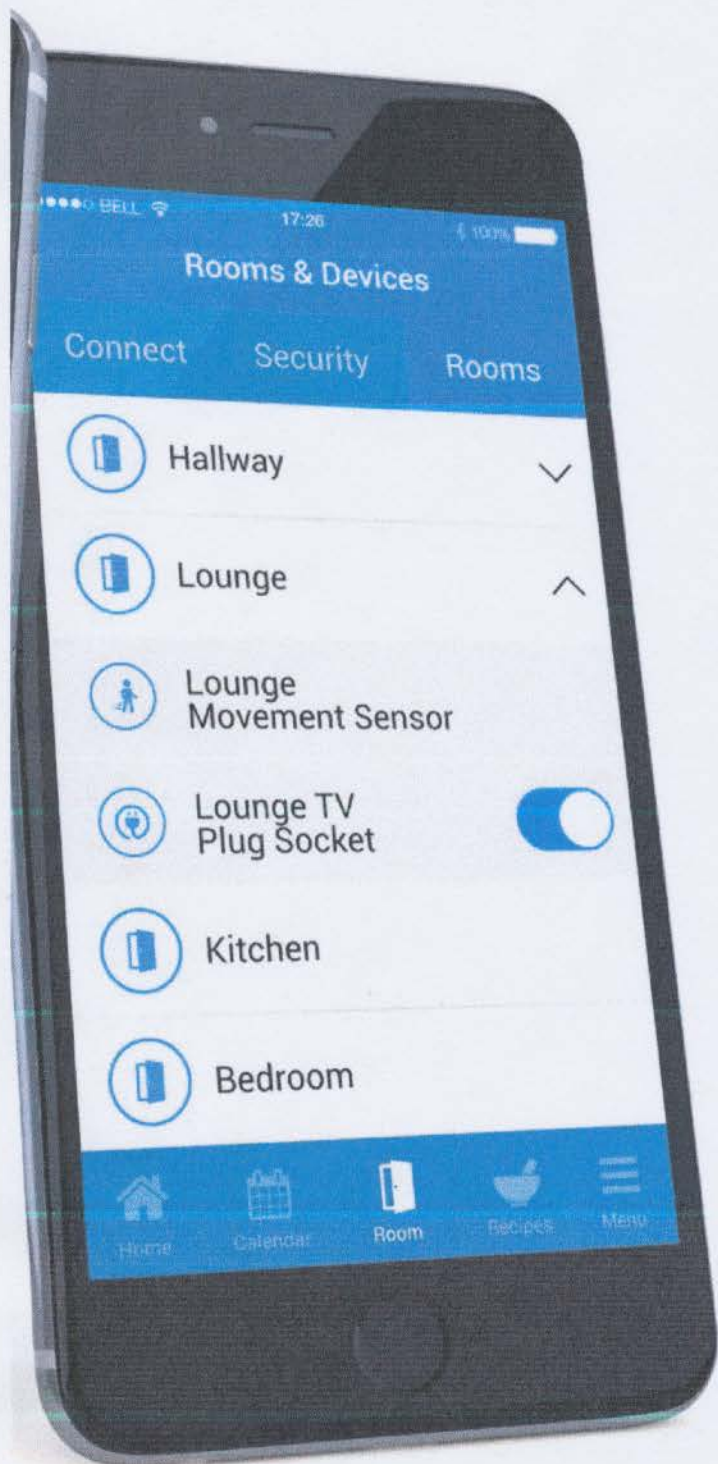 BELL
17:26
100%
Rooms & Devices
Connect
Security
Rooms
Hallway
Lounge
Lounge
Movement Sensor
Lounge TV
Plug Socket
Kitchen
Bedroom
Home
Calendar
Room
Recipes
Menu